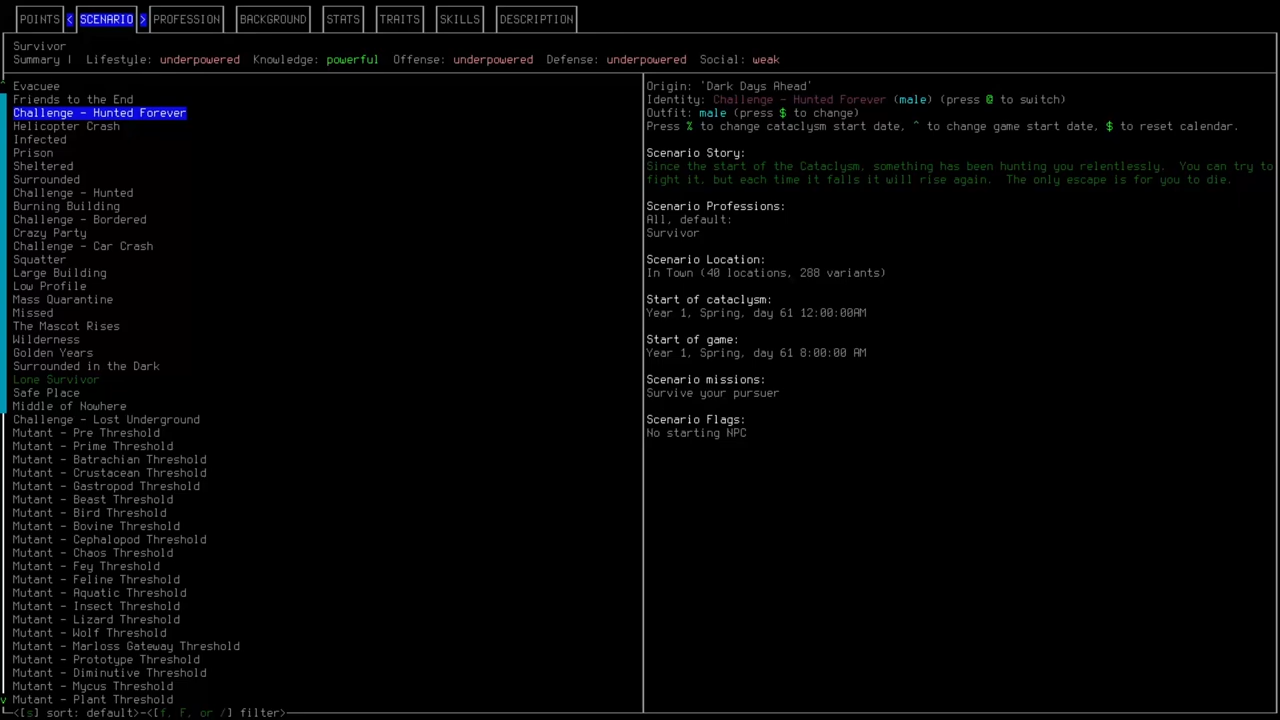 POINTS < SCENARIO > PROFESSION BACKGROUND STATS TRAITS SKILLS DESCRIPTION
Survivor
Summary | Lifestyle: underpowered Knowledge: powerful Offense: underpowered Defense: underpowered Social: weak
Evacuee
Friends to the End
Challenge - Hunted Forever
Helicopter Crash
Infected
Prison
Sheltered
Surrounded
Challenge - Hunted
Burning Building
Challenge - Bordered
Crazy Party
Challenge - Car Crash
Squatter
Large Building
Low Profile
Mass Quarantine
Missed
The Mascot Rises
Wilderness
Golden Years
Surrounded in the Dark
Lone Survivor
Safe Place
Middle of Nowhere
Challenge - Lost Underground
Mutant - Pre Threshold
Mutant - Prime Threshold
Mutant - Batrachian Threshold
Mutant - Crustacean Threshold
Mutant - Gastropod Threshold
Mutant - Beast Threshold
Mutant - Bird Threshold
Mutant - Bovine Threshold
Mutant - Cephalopod Threshold
Mutant - Chaos Threshold
Mutant - Fey Threshold
Mutant - Feline Threshold
Mutant - Aquatic Threshold
Mutant - Insect Threshold
Mutant - Lizard Threshold
Mutant - Wolf Threshold
Mutant - Marloss Gateway Threshold
Mutant - Prototype Threshold
Mutant - Diminutive Threshold
Mutant - Mycus Threshold
Mutant - Plant Threshold
<[s] sort: default>-<[f, F, or /] filter>
Origin: 'Dark Days Ahead'
Identity: Challenge - Hunted Forever (male) (press @ to switch)
Outfit: male (press $ to change)
Press % to change cataclysm start date, ^ to change game start date, $ to reset calendar.
Scenario Story:
Since the start of the Cataclysm, something has been hunting you relentlessly. You can try to
fight it, but each time it falls it will rise again. The only escape is for you to die.
Scenario Professions:
All, default:
Survivor
Scenario Location:
In Town (40 locations, 288 variants)
Start of cataclysm:
Year 1, Spring, day 61 12:00:00AM
Start of game:
Year 1, Spring, day 61 8:00:00 AM
Scenario missions:
Survive your pursuer
Scenario Flags:
No starting NPC